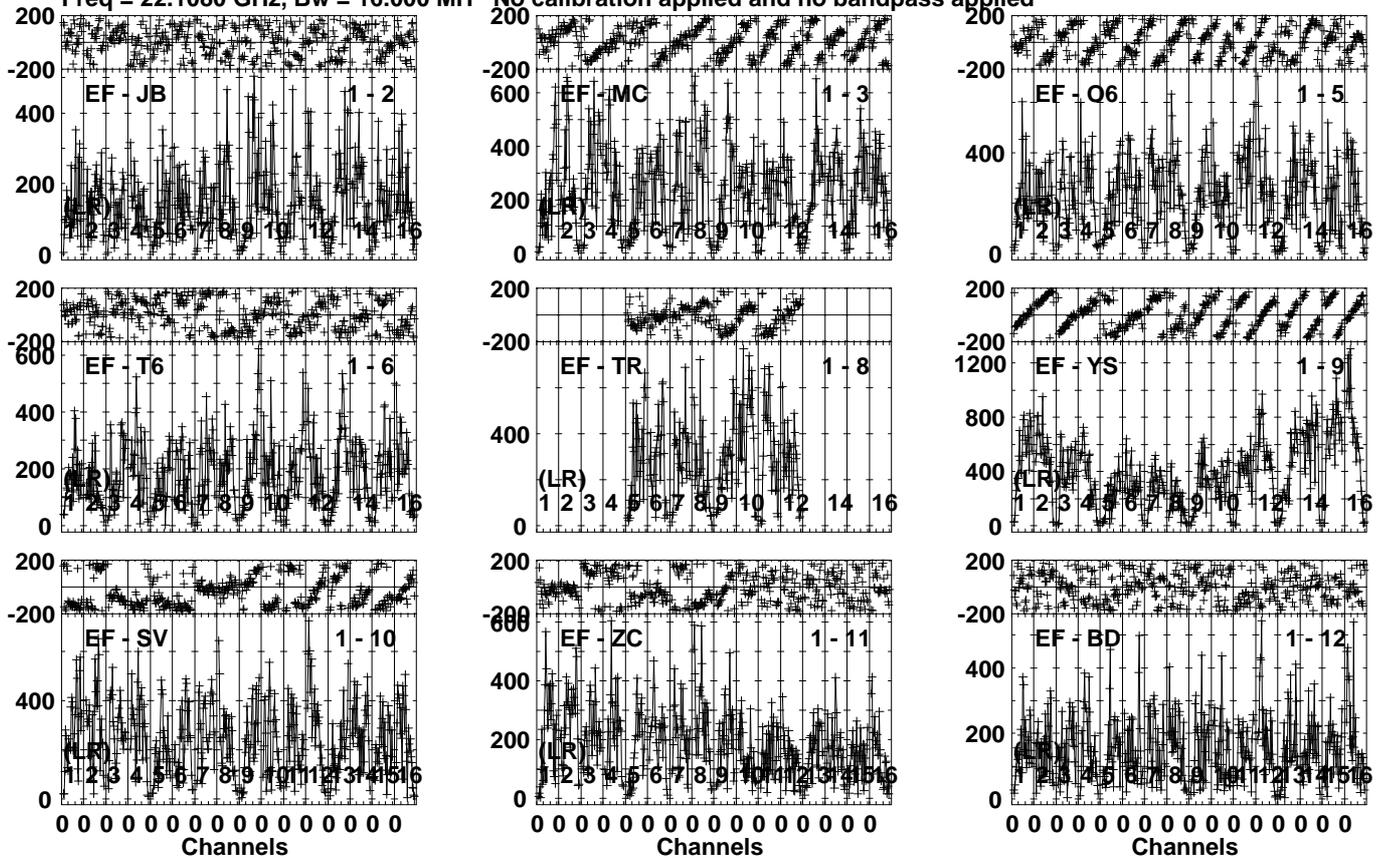 Freq = 22.1080 GHz, Bw = 16.000 MH No calibration applied and no bandpass applied
200 200 200
-200 -200 -200
EF - JB 1 - 2 EF - MC 1 - 3 EF - O6 1 - 5
400 600 400
200 400 0
0 200
0
(LR) (LR) (LR)
1 2 3 4 5 6 7 8 9 10 12 14 16 1 2 3 4 5 6 7 8 9 10 12 14 16 1 2 3 4 5 6 7 8 9 10 12 14 16
200 200 200
-200 -200 -200
EF - T6 1 - 6 EF - TR 1 - 8 EF - YS 1 - 9
600 400 1200
400 0 800
200 400
0 0
(LR) (LR) (LR)
1 2 3 4 5 6 7 8 9 10 12 14 16 1 2 3 4 5 6 7 8 9 10 12 14 16 1 2 3 4 5 6 7 8 9 10 12 14 16
200 200 200
-200 -200 -200
EF - SV 1 - 10 EF - ZC 1 - 11 EF - BD 1 - 12
400 600 400
0 400 200
200 0
0
(LR) (LR) (LR)
1 2 3 4 5 6 7 8 9 10 11 12 13 14 15 16 1 2 3 4 5 6 7 8 9 10 11 12 13 14 15 16 1 2 3 4 5 6 7 8 9 10 11 12 13 14 15 16
0 0 0 0 0 0 0 0 0 0 0 0 0 0 0 0 0 0 0 0 0 0 0 0 0 0 0 0 0 0 0 0 0 0 0 0 0 0 0 0 0 0 0 0 0 0 0 0
Channels Channels Channels